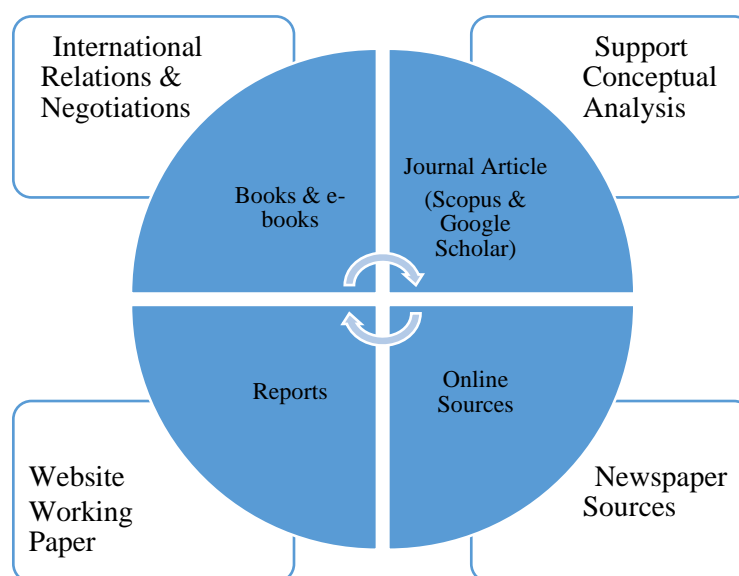 International
Relations &
Negotiations
Support
Conceptual
Analysis
Books & e-
books
Journal Article
(Scopus &
Google
Scholar)
Reports
Online
Sources
Website
Working
Paper
Newspaper
Sources